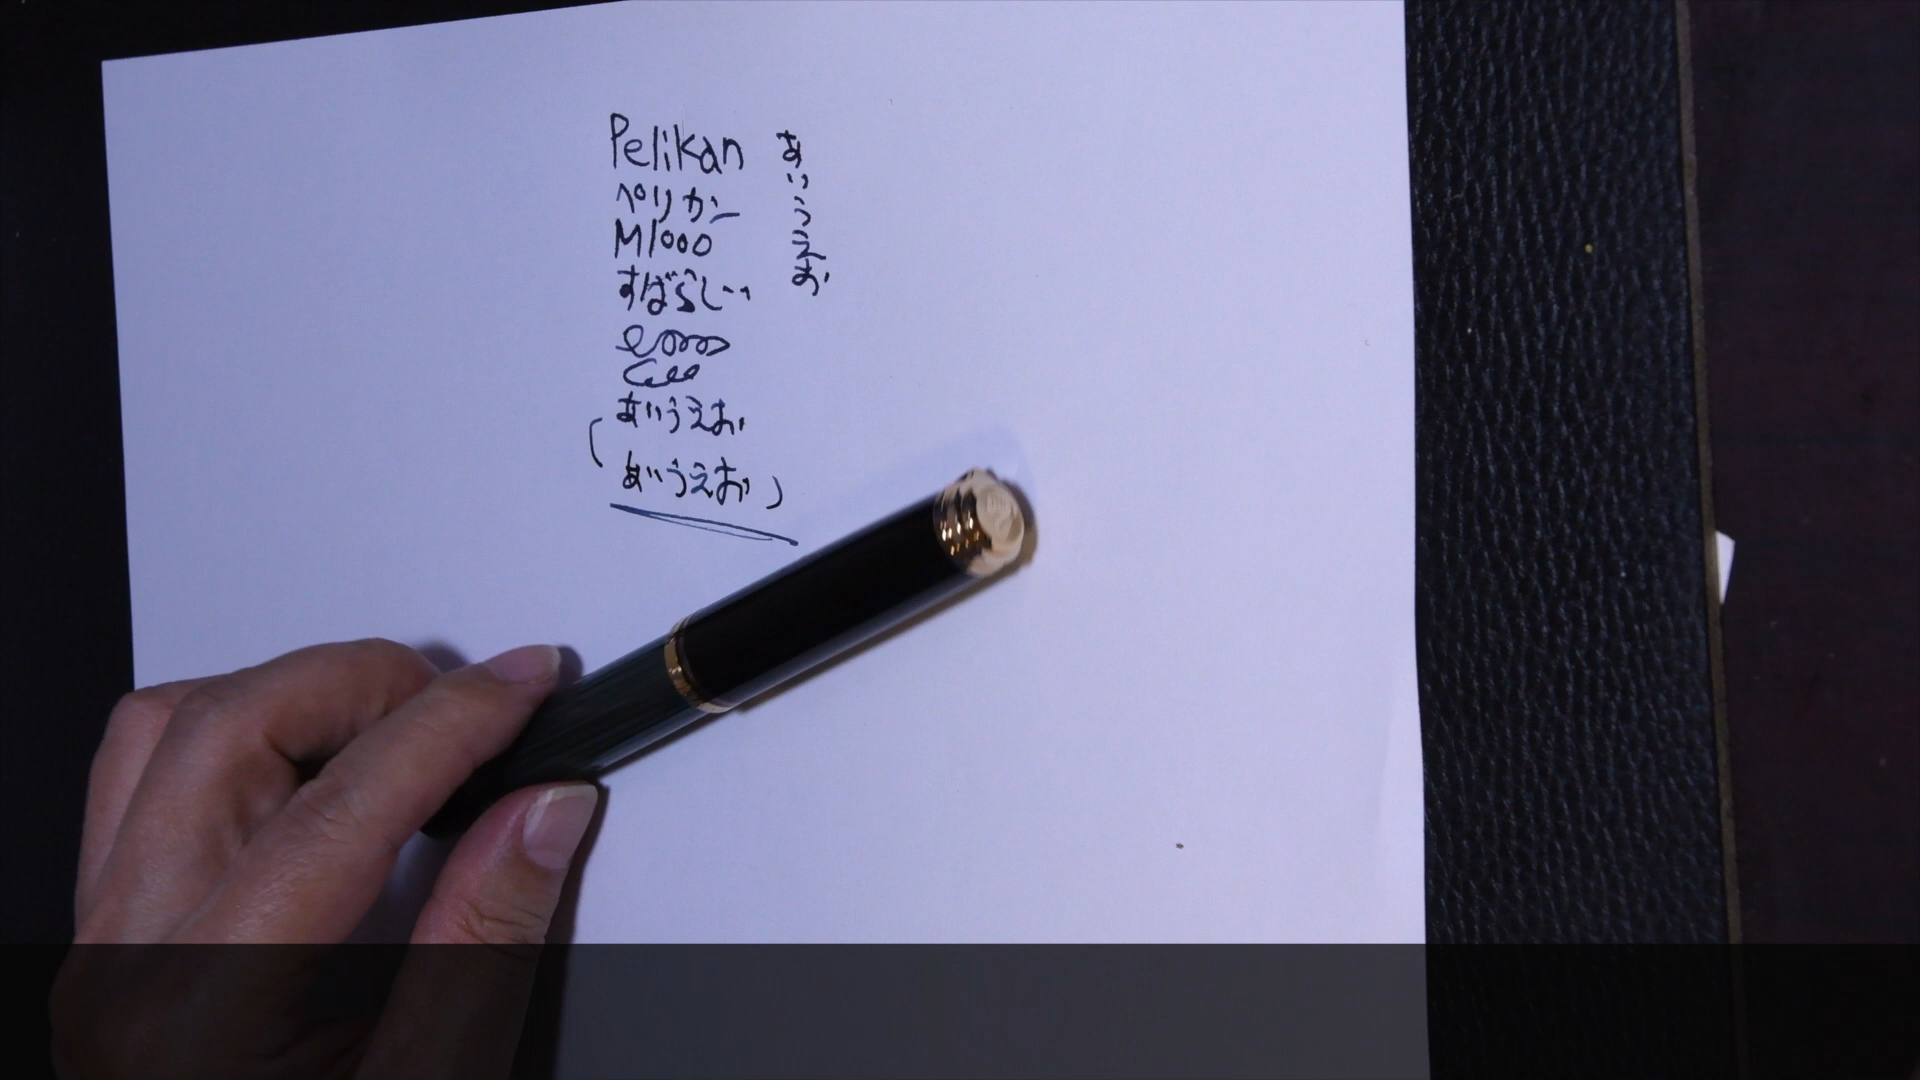 Pelikan
ペリカン
M1000
すばらしい
あいうえお
(あいうえお)
あいうえお